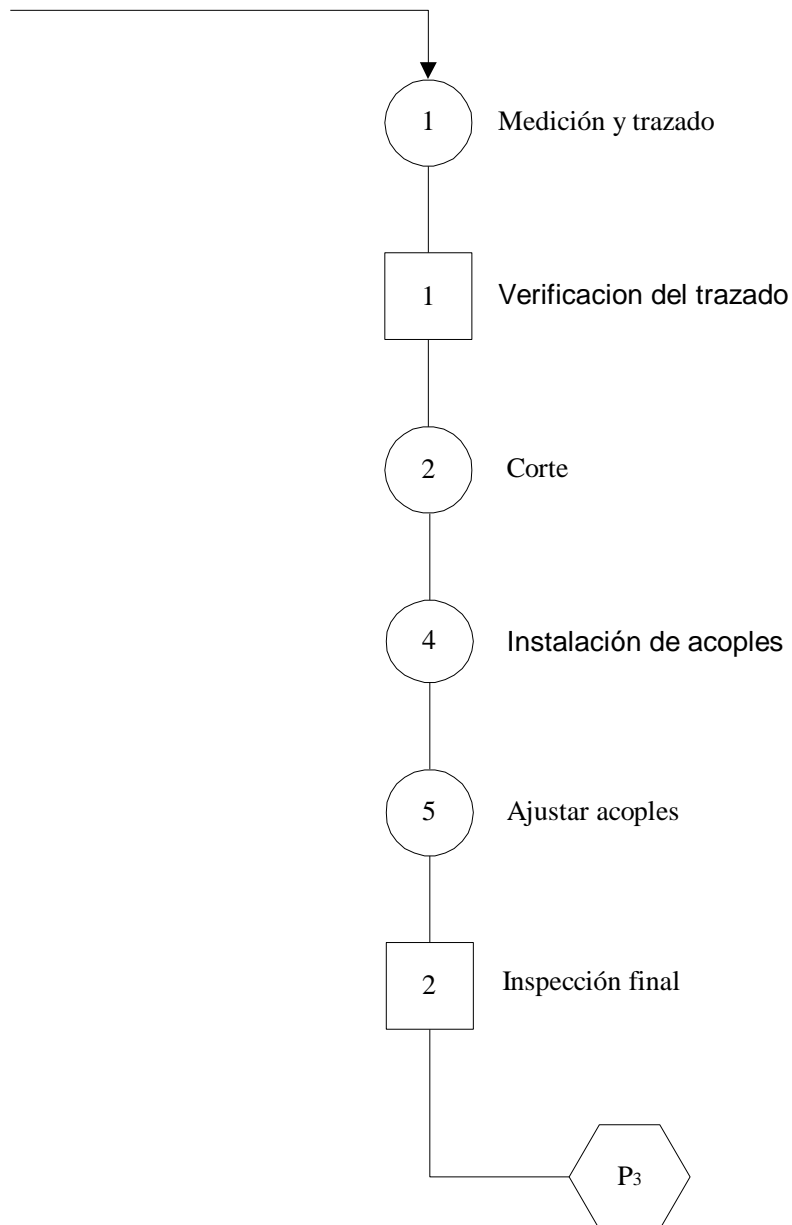 1 Medición y trazado
1 Verificacion del trazado
2 Corte
4 Instalación de acoples
5 Ajustar acoples
2 Inspección final
P3